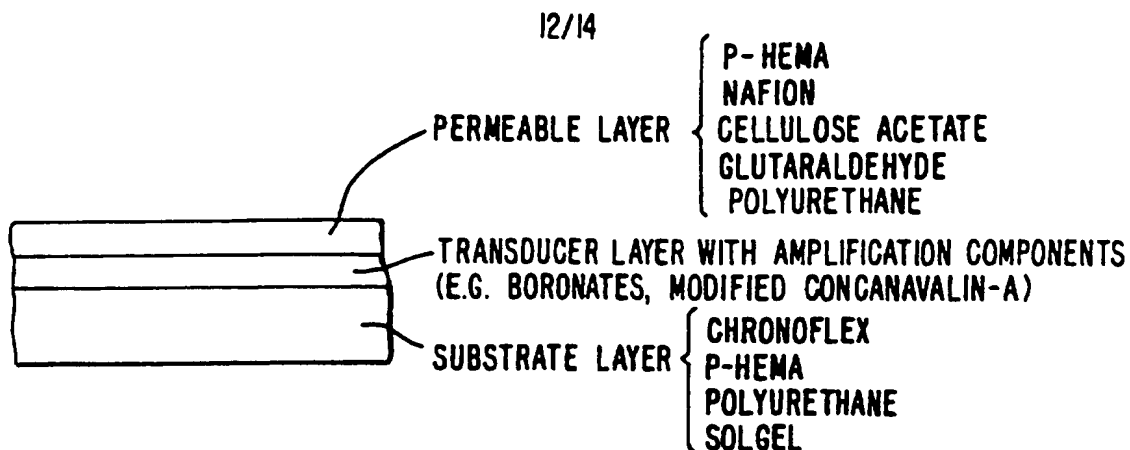 12/14
PERMEABLE LAYER
P-HEMA
NAFION
CELLULOSE ACETATE
GLUTARALDEHYDE
POLYURETHANE
TRANSDUCER LAYER WITH AMPLIFICATION COMPONENTS
(E.G. BORONATES, MODIFIED CONCANAVALIN-A)
SUBSTRATE LAYER
CHRONOFLEX
P-HEMA
POLYURETHANE
SOLGEL